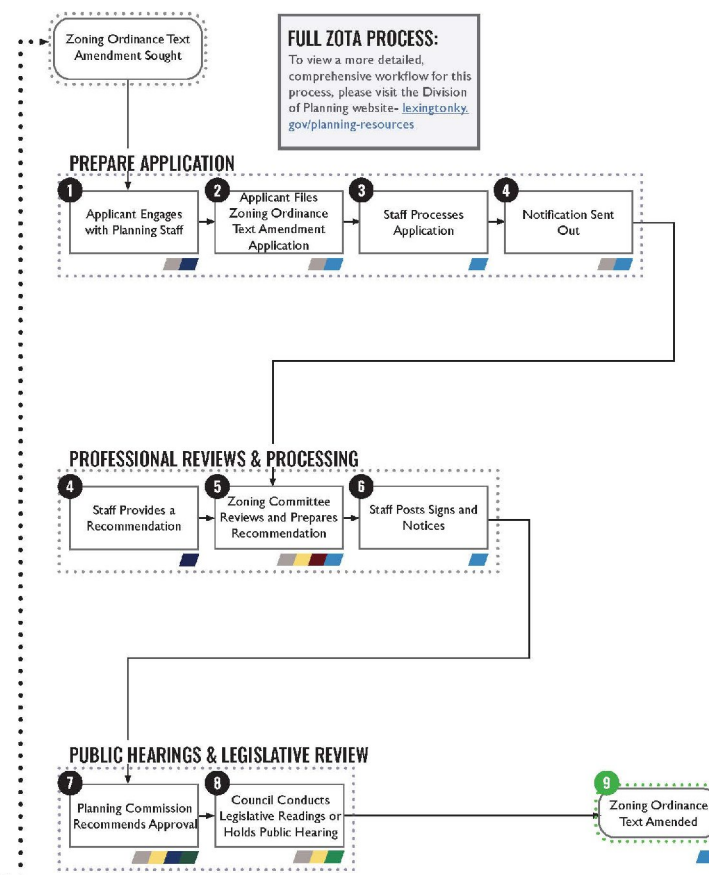 Zoning Ordinance Text
Amendment Sought
FULL ZOTA PROCESS:
To view a more detailed,
comprehensive workflow for this
process, please visit the Division
of Planning website- lexingtonky.
gov/planning-resources
PREPARE APPLICATION
1
Applicant Engages
with Planning Staff
2
Applicant Files
Zoning Ordinance
Text Amendment
Application
3
Staff Processes
Application
4
Notification Sent
Out
PROFESSIONAL REVIEWS & PROCESSING
4
Staff Provides a
Recommendation
5
Zoning Committee
Reviews and Prepares
Recommendation
6
Staff Posts Signs and
Notices
PUBLIC HEARINGS & LEGISLATIVE REVIEW
7
Planning Commission
Recommends Approval
8
Council Conducts
Legislative Readings or
Holds Public Hearing
9
Zoning Ordinance
Text Amended